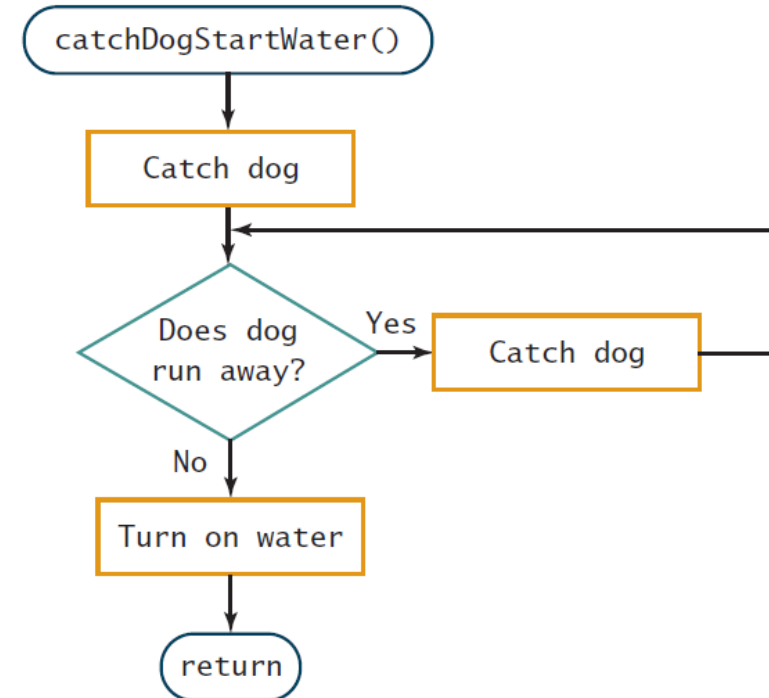 catchDogStartWater()
Catch dog
Does dog
run away?
Yes
Catch dog
No
Turn on water
return